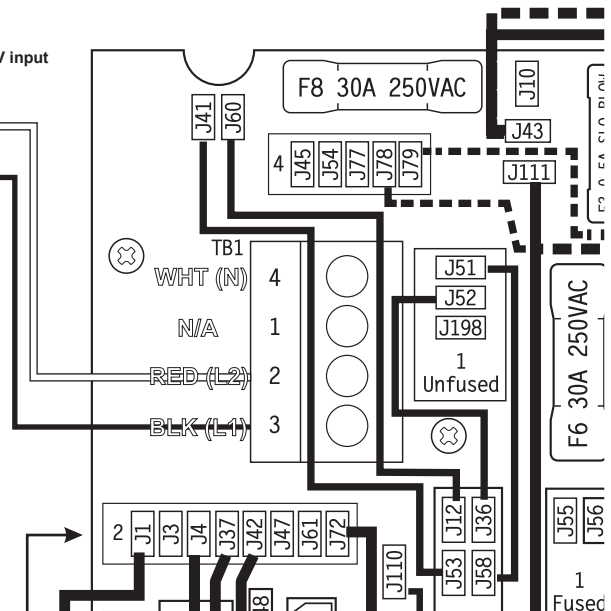 V input
J41
J60
F8 30A 250VAC
J10
J43
4
J45
J54
J77
J78
J79
J111
TB1
WHT (N)
4
N/A
1
RED (L2)
2
BLK (L1)
3
J51
J52
J198
1
Unfused
F6 30A 250VAC
2
J1
J3
J4
J37
J42
J47
J61
J72
J110
J12
J36
J53
J58
J55
J56
1
Fused